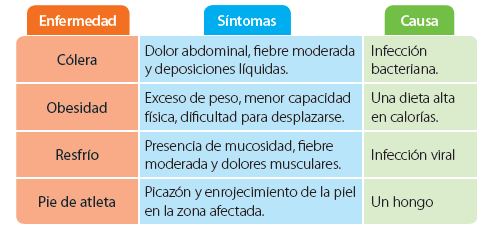 Enfermedad Síntomas Causa
Cólera
Dolor abdominal, fiebre moderada
y deposiciones líquidas.
Infección
bacteriana.
Obesidad
Exceso de peso, menor capacidad
física, dificultad para desplazarse.
Una dieta alta
en calorías.
Resfrío
Presencia de mucosidad, fiebre
moderada y dolores musculares.
Infección viral
Pie de atleta
Picazón y enrojecimiento de la piel
en la zona afectada.
Un hongo